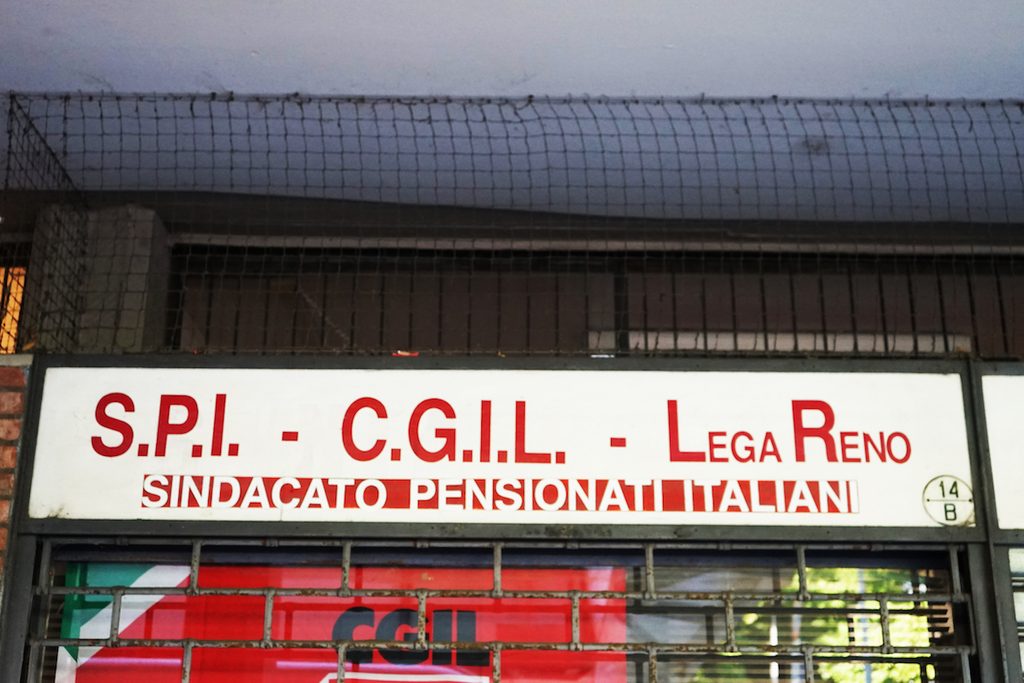 S.P.I. - C.G.I.L. - LEGA RENO
SINDACATO PENSIONATI ITALIANI
14
B
CGIL